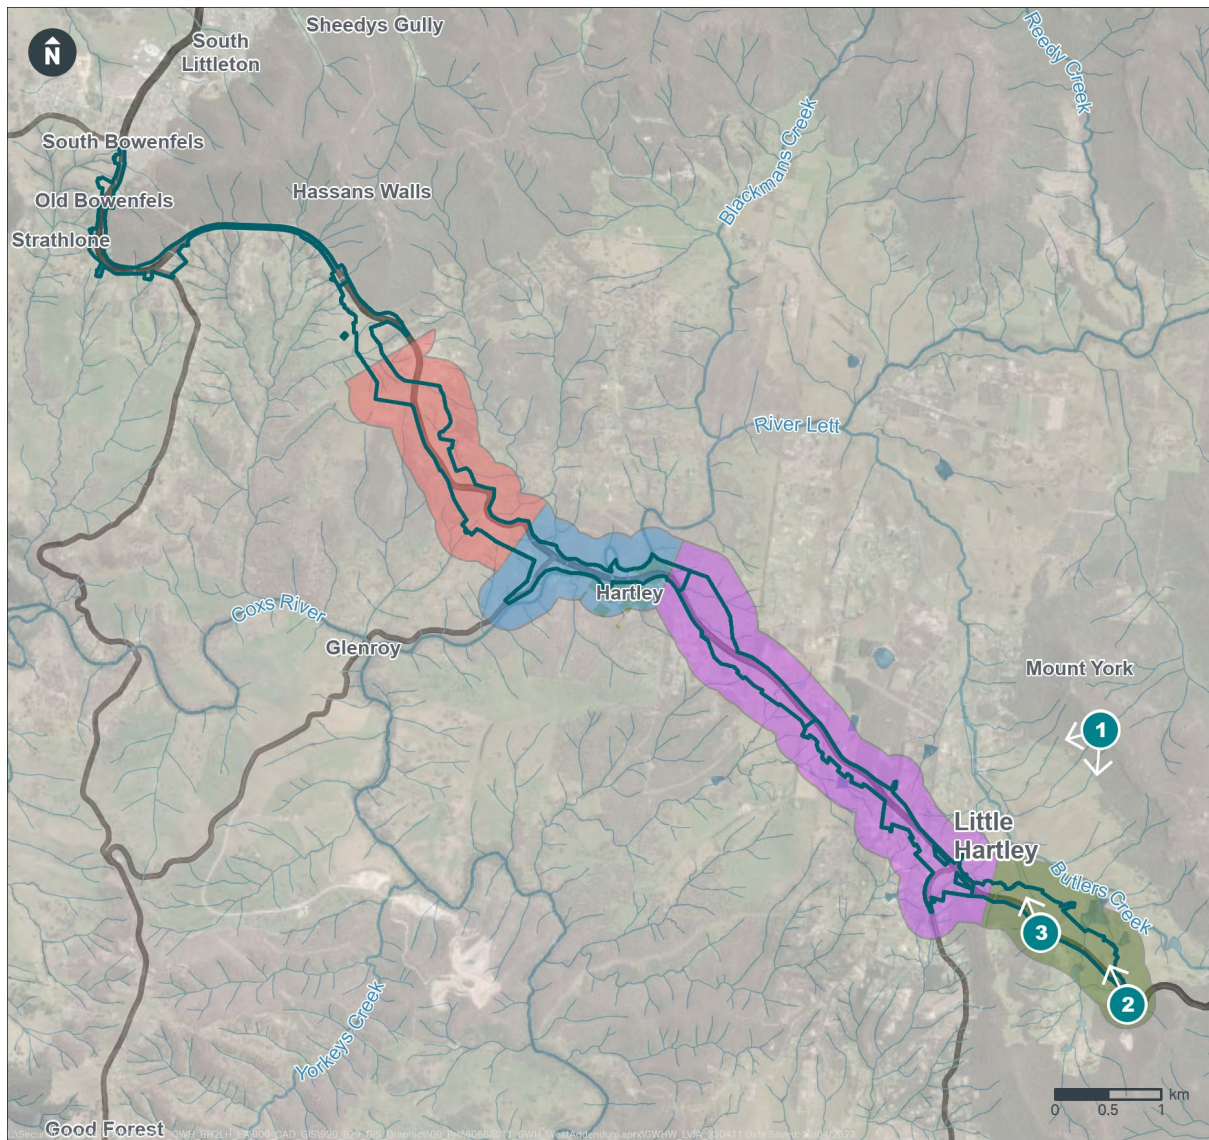 Sheedys Gully
South
Littleton
N
Reedy Creek
South Bowenfels
Blackmans Creek
Hassans Walls
Old Bowenfels
Strathlone
River Lett
Hartley
Coxs River
Glenroy
Mount York
1
Little
Hartley
Butlers Creek
3
2
Yorkeys Creek
km
0 0.5 1
Good Forest